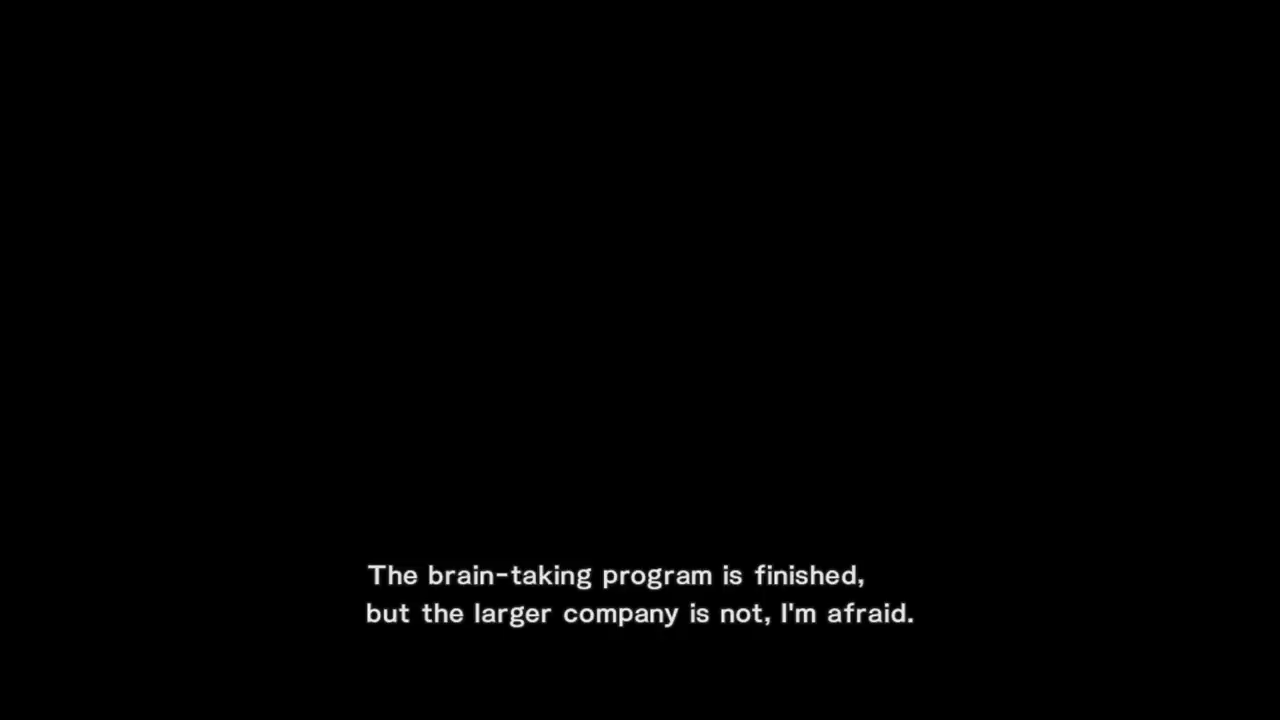 The brain-taking program is finished,
but the larger company is not, I'm afraid.